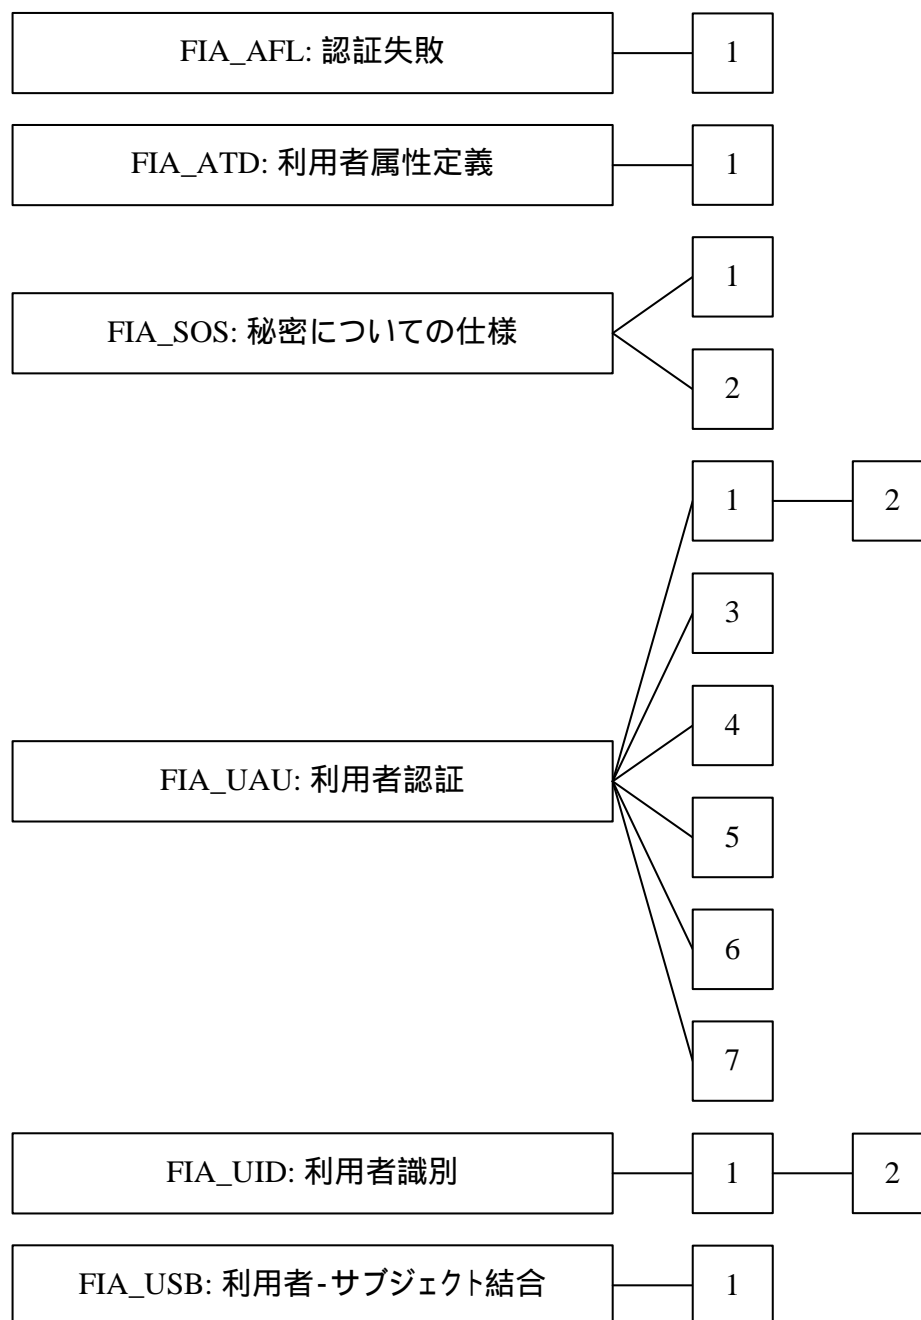 FIA_AFL: 認証失敗 1
FIA_ATD: 利用者属性定義 1
1
FIA_SOS: 秘密についての仕様
2
1 2
3
4
FIA_UAU: 利用者認証
5
6
7
FIA_UID: 利用者識別 1 2
FIA_USB: 利用者-サブジェクト結合 1